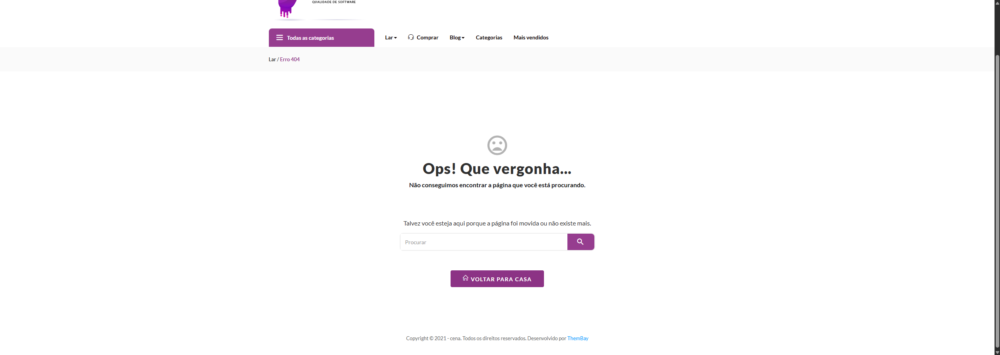 QUALIDADE DE SOFTWARE
Todas as categorias
Lar
Comprar
Blog
Categorias
Mais vendidos
Lar / Erro 404
Ops! Que vergonha...
Não conseguimos encontrar a página que você está procurando.
Talvez você esteja aqui porque a página foi movida ou não existe mais.
Procurar
VOLTAR PARA CASA
Copyright © 2021 - cena. Todos os direitos reservados. Desenvolvido por ThemBay